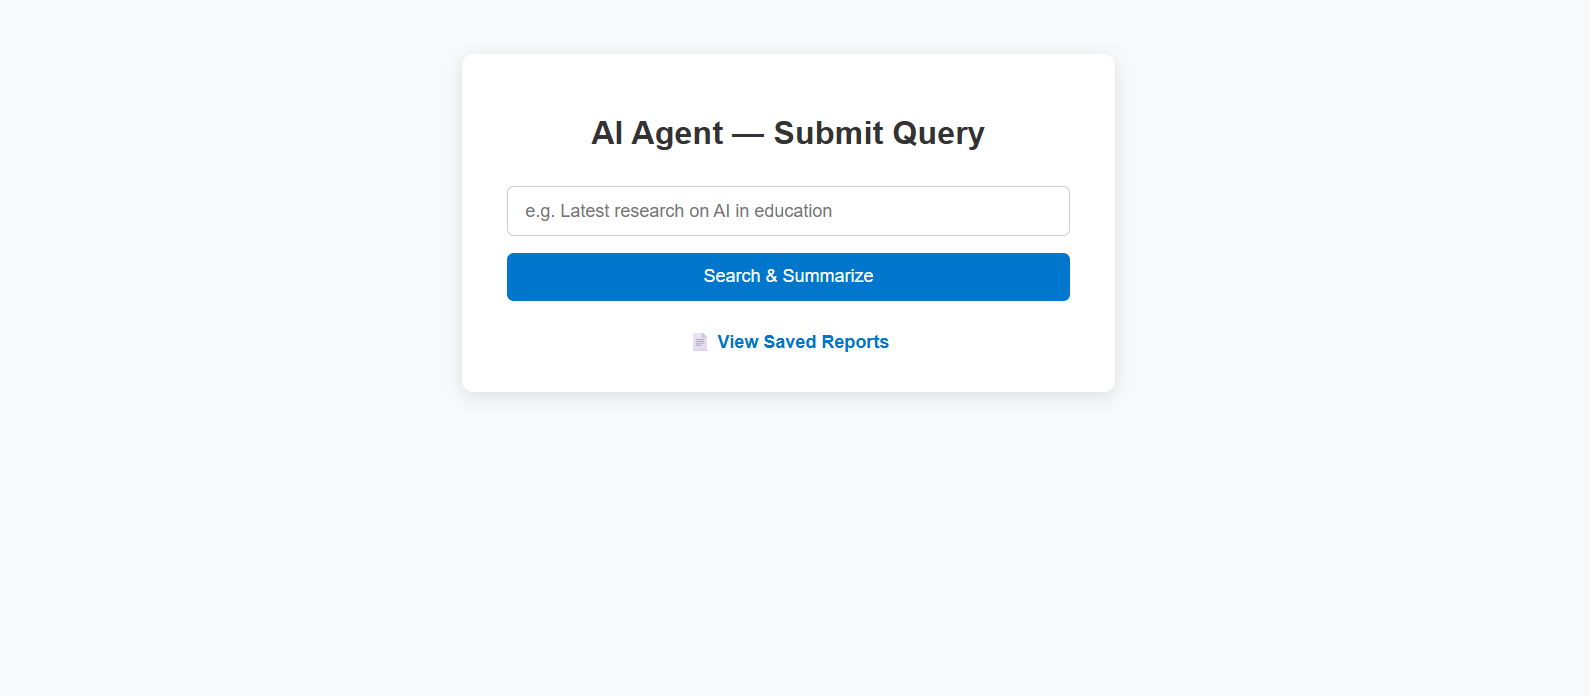 AI Agent — Submit Query
e.g. Latest research on AI in education
Search & Summarize
View Saved Reports